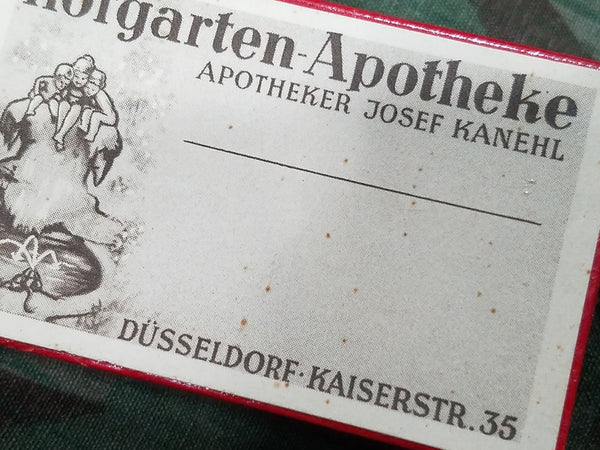 Hofgarten-Apotheke
APOTHEKER JOSEF KANEHL
DÜSSELDORF·KAISERSTR. 35